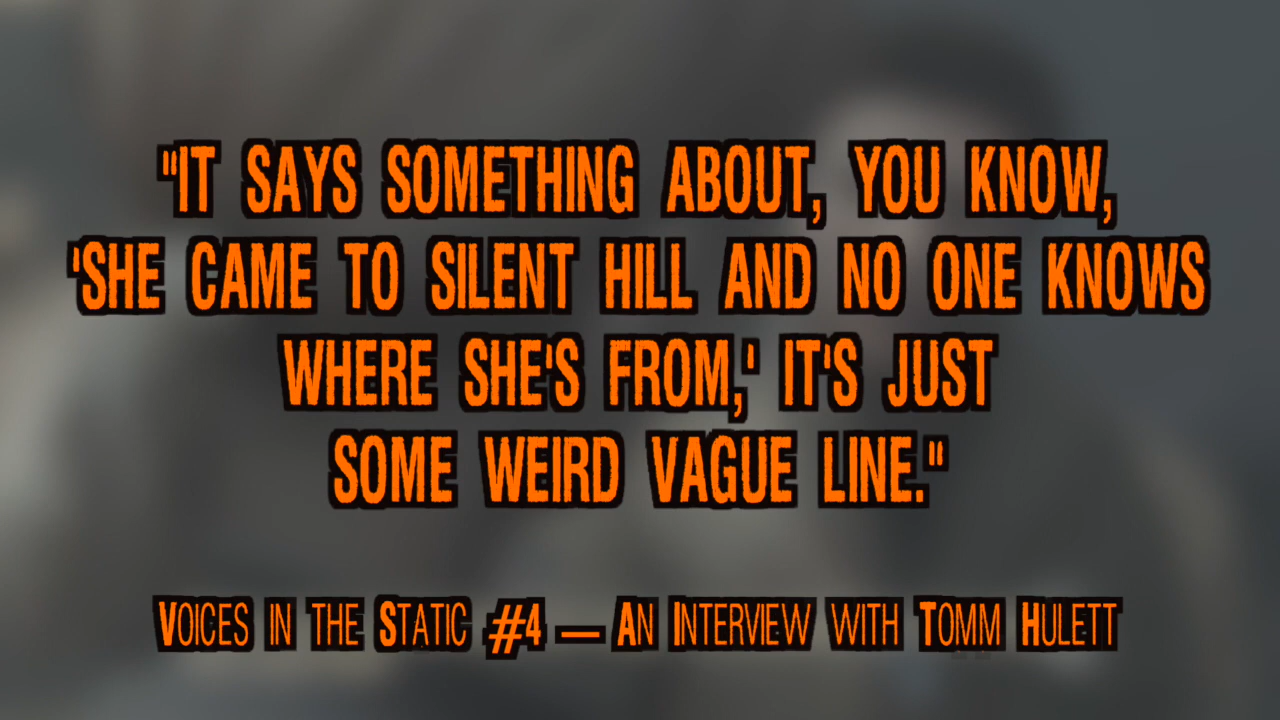 "IT SAYS SOMETHING ABOUT, YOU KNOW,
'SHE CAME TO SILENT HILL AND NO ONE KNOWS
WHERE SHE'S FROM,' IT'S JUST
SOME WEIRD VAGUE LINE."
VOICES IN THE STATIC #4 — AN INTERVIEW WITH TOMM HULETT